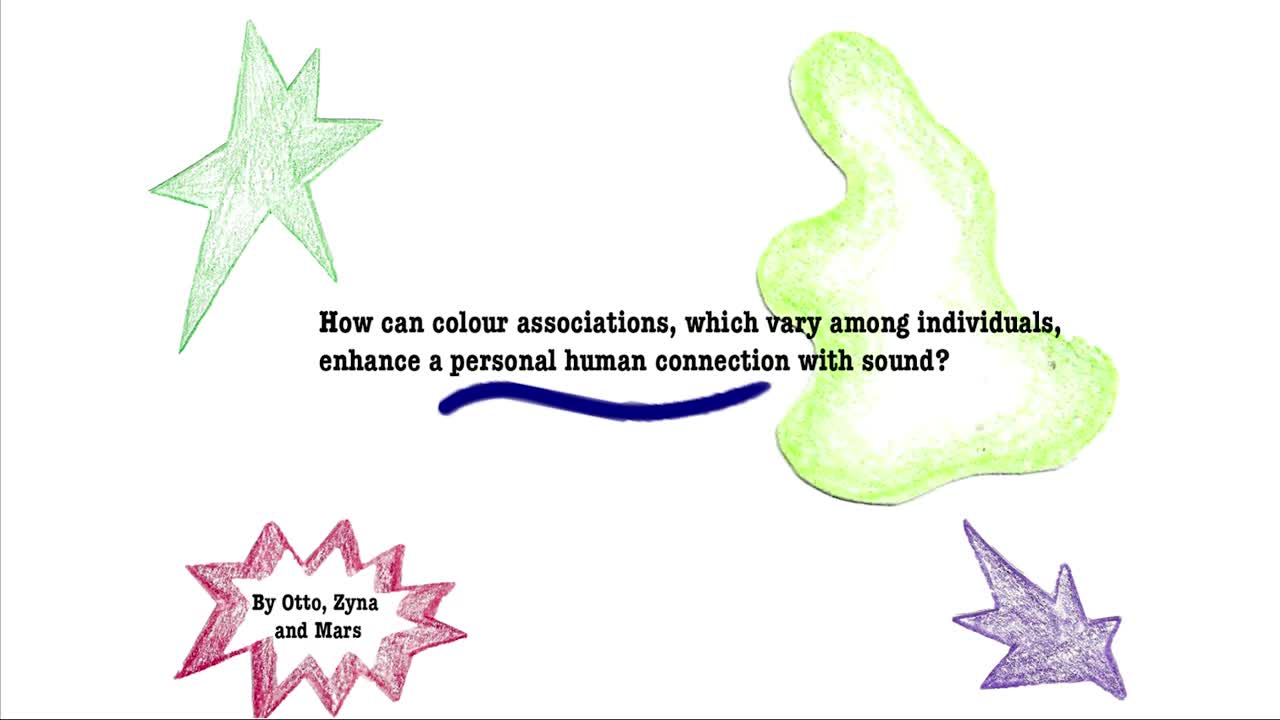 How can colour associations, which vary among individuals,
enhance a personal human connection with sound?
By Otto, Zyna
and Mars